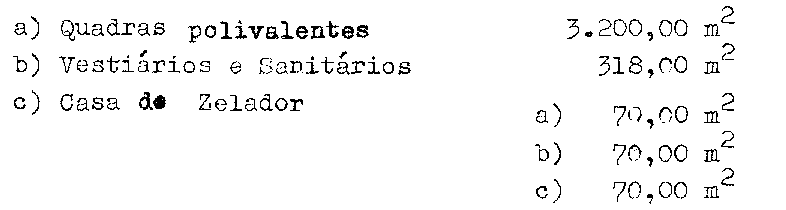 a) Quadras polivalentes 3.200,00 m²
b) Vestiários e Sanitários 318,00 m²
c) Casa de Zelador
a) 70,00 m²
b) 70,00 m²
c) 70,00 m²